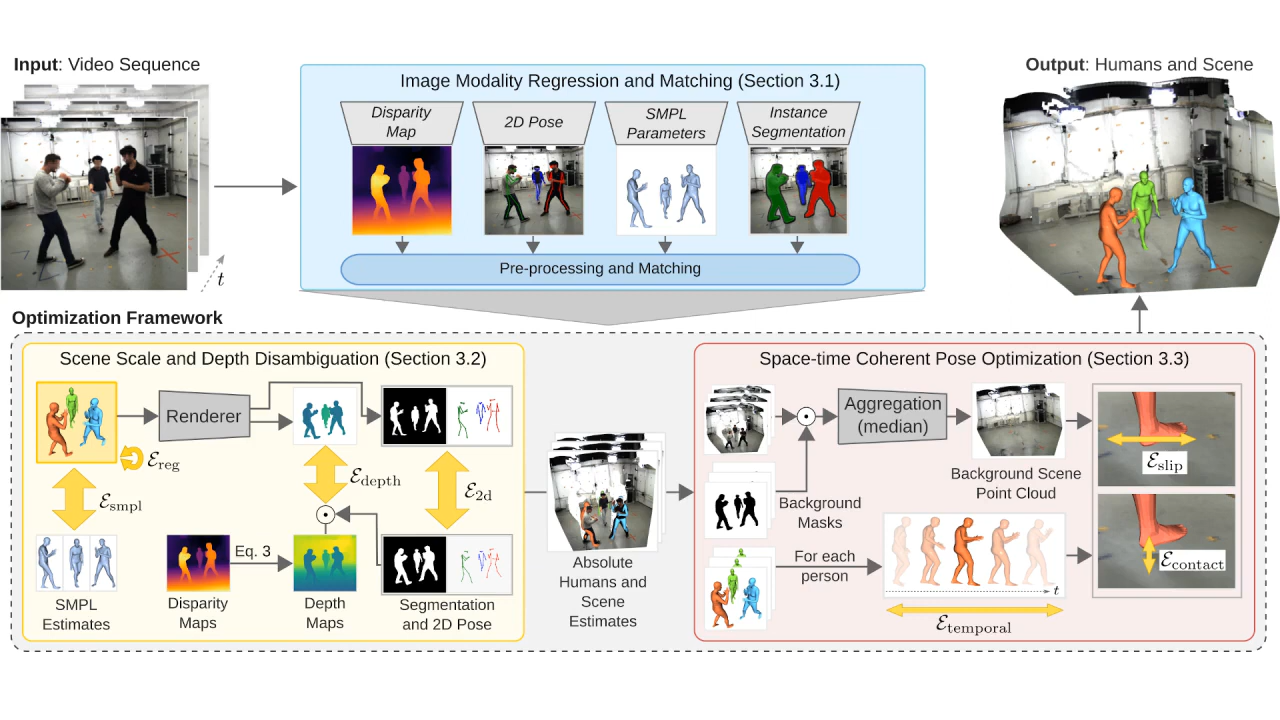 Input: Video Sequence
t
Image Modality Regression and Matching (Section 3.1)
Disparity
Map
2D Pose
SMPL
Parameters
Instance
Segmentation
Pre-processing and Matching
Output: Humans and Scene
Optimization Framework
Scene Scale and Depth Disambiguation (Section 3.2)
Renderer
ℰreg
ℰsmpl
ℰdepth
ℰ2d
Eq. 3
SMPL
Estimates
Disparity
Maps
Depth
Maps
Segmentation
and 2D Pose
Absolute
Humans and
Scene
Estimates
Space-time Coherent Pose Optimization (Section 3.3)
Aggregation
(median)
Background Scene
Point Cloud
Background
Masks
For each
person
t
ℰtemporal
ℰslip
ℰcontact